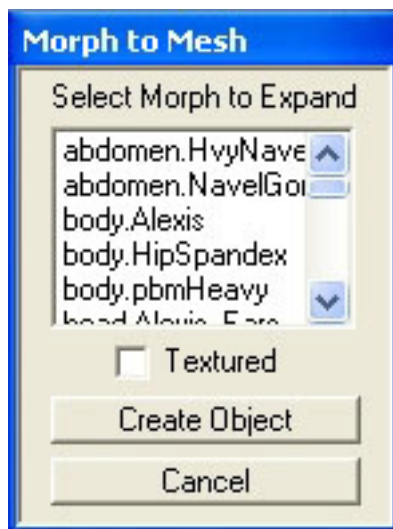 Morph to Mesh
Select Morph to Expand
abdomen.HvyNave
abdomen.NavelGo
body.Alexis
body.HipSpandex
body.pbmHeavy
Textured
Create Object
Cancel